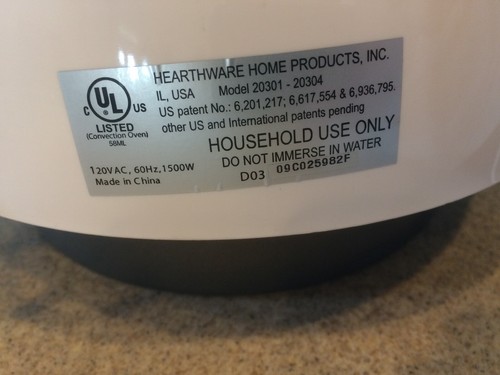 HEARTHWARE HOME PRODUCTS, INC.
IL, USA Model 20301 - 20304
US patent No.: 6,201,217; 6,617,554 & 6,936,795.
other US and International patents pending
HOUSEHOLD USE ONLY
DO NOT IMMERSE IN WATER
D03 09C025982F
C UL US
LISTED
(Convection Oven)
58ML
120VAC, 60Hz,1500W
Made in China